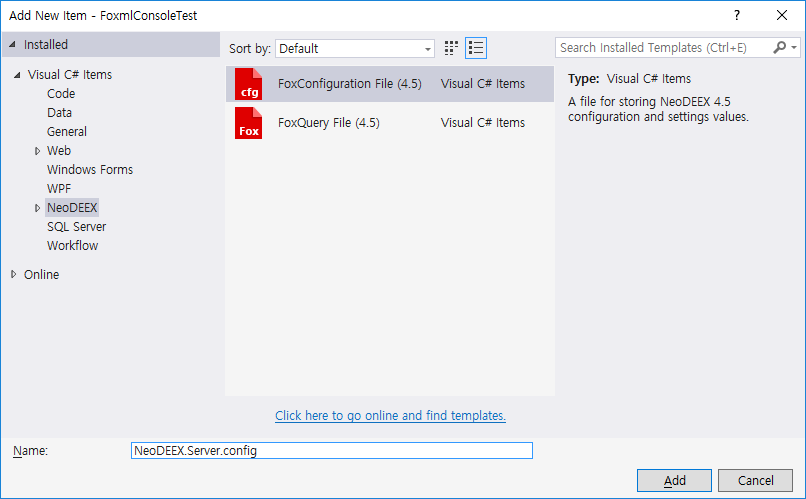 Add New Item - FoxmlConsoleTest
?
Installed
Sort by: Default
Search Installed Templates (Ctrl+E)
Visual C# Items
Code
Data
General
Web
Windows Forms
WPF
NeoDEEX
SQL Server
Workflow
Online
cfg FoxConfiguration File (4.5) Visual C# Items
Fox FoxQuery File (4.5) Visual C# Items
Type: Visual C# Items
A file for storing NeoDEEX 4.5
configuration and settings values.
Click here to go online and find templates.
Name: NeoDEEX.Server.config
Add Cancel